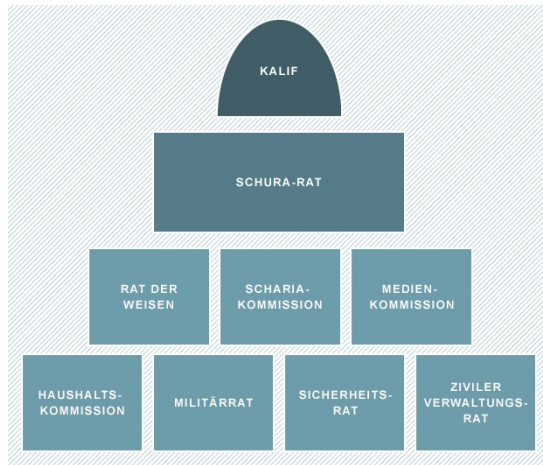 KALIF
SCHURA-RAT
RAT DER
WEISEN
SCHARIA-
KOMMISSION
MEDIEN-
KOMMISSION
HAUSHALTS-
KOMMISSION
MILITÄRRAT
SICHERHEITS-
RAT
ZIVILER
VERWALTUNGS-
RAT